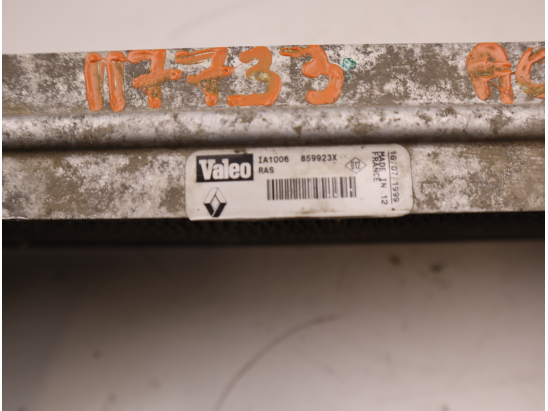 117733 AC
Valeo
IA1006 859923X
RAS
16/07/1999
MADE IN 12
FRANCE